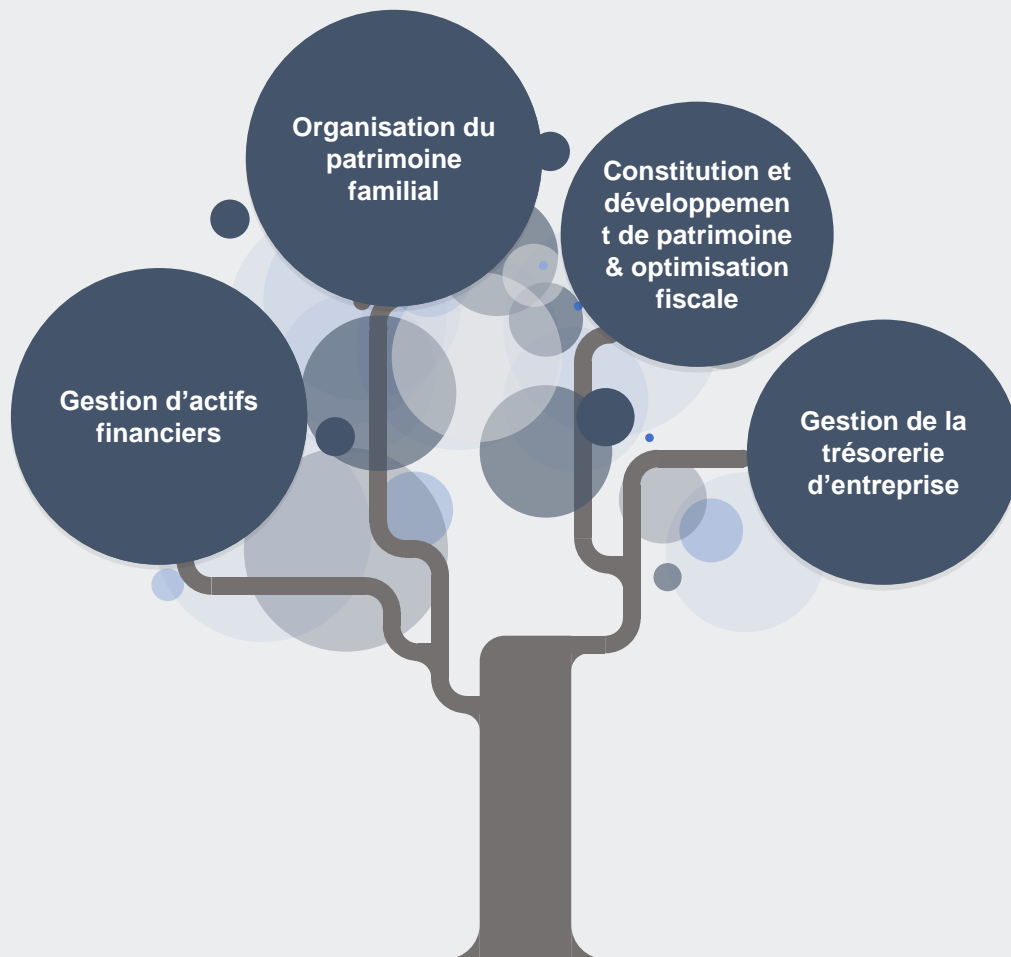 Organisation du
patrimoine
familial
Constitution et
développemen
t de patrimoine
& optimisation
fiscale
Gestion d’actifs
financiers
Gestion de la
trésorerie
d’entreprise